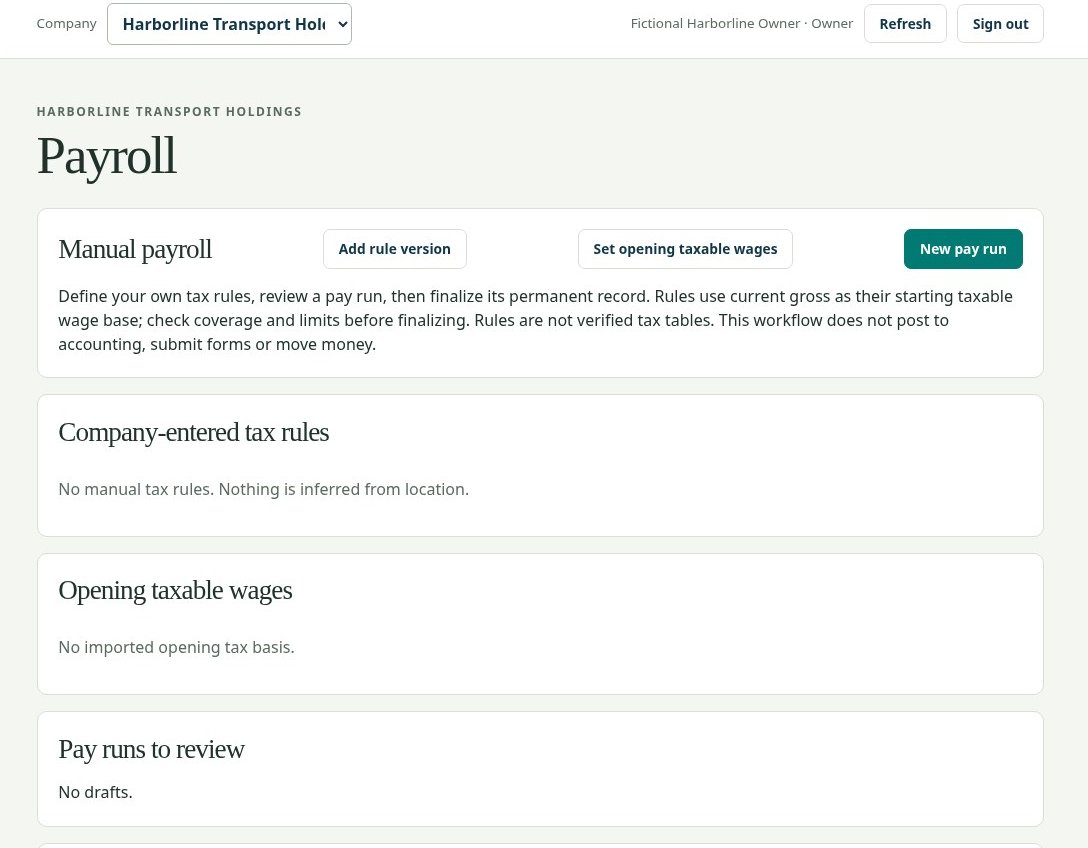 Company Harborline Transport Hol Fictional Harborline Owner · Owner Refresh Sign out
HARBORLINE TRANSPORT HOLDINGS
Payroll
Manual payroll Add rule version Set opening taxable wages New pay run
Define your own tax rules, review a pay run, then finalize its permanent record. Rules use current gross as their starting taxable
wage base; check coverage and limits before finalizing. Rules are not verified tax tables. This workflow does not post to
accounting, submit forms or move money.
Company-entered tax rules
No manual tax rules. Nothing is inferred from location.
Opening taxable wages
No imported opening tax basis.
Pay runs to review
No drafts.